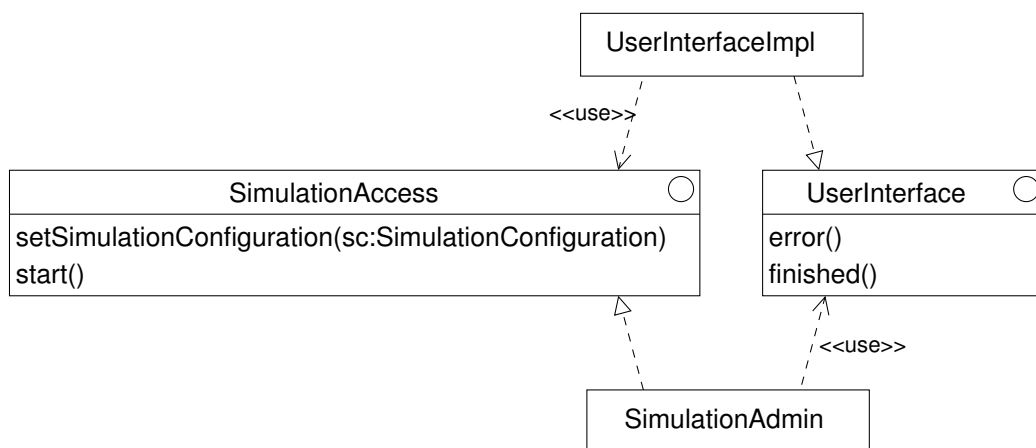 UserInterfaceImpl
<<use>>
SimulationAccess
setSimulationConfiguration(sc:SimulationConfiguration)
start()
UserInterface
error()
finished()
<<use>>
SimulationAdmin